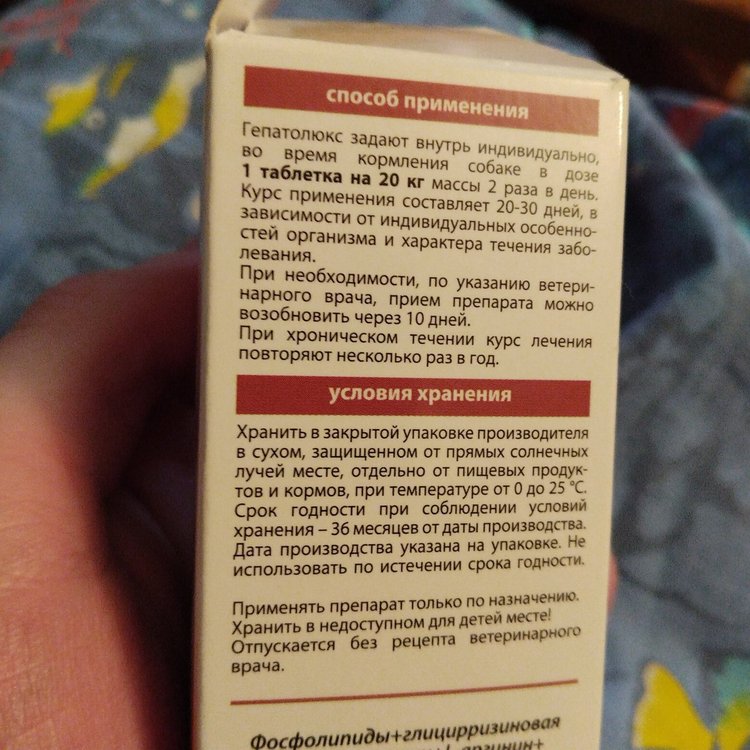 способ применения
Гепатолюкс задают внутрь индивидуально,
во время кормления собаке в дозе
1 таблетка на 20 кг массы 2 раза в день.
Курс применения составляет 20-30 дней, в
зависимости от индивидуальных особенно-
стей организма и характера течения забо-
левания.
При необходимости, по указанию ветери-
нарного врача, прием препарата можно
возобновить через 10 дней.
При хроническом течении курс лечения
повторяют несколько раз в год.
условия хранения
Хранить в закрытой упаковке производителя
в сухом, защищенном от прямых солнечных
лучей месте, отдельно от пищевых продук-
тов и кормов, при температуре от 0 до 25 °С.
Срок годности при соблюдении условий
хранения – 36 месяцев от даты производства.
Дата производства указана на упаковке. Не
использовать по истечении срока годности.
Применять препарат только по назначению.
Хранить в недоступном для детей месте!
Отпускается без рецепта ветеринарного
врача.
Фосфолипиды+глицирризиновая
аргинин+